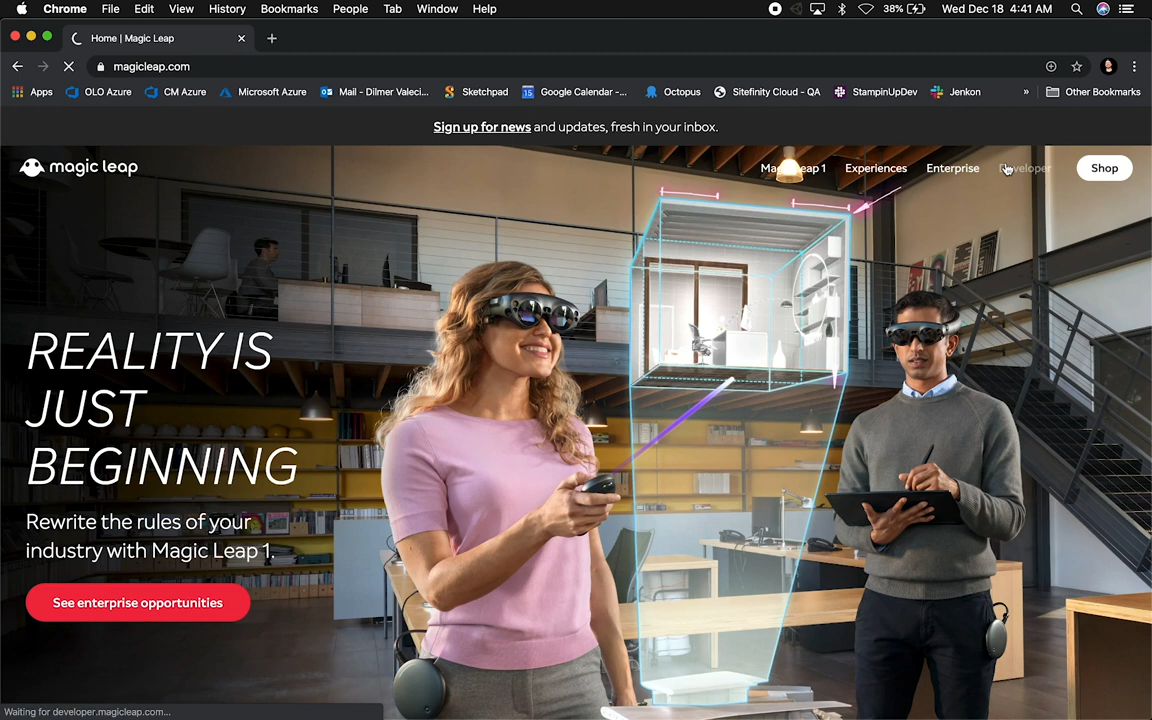 Chrome File Edit View History Bookmarks People Tab Window Help 38% Wed Dec 18 4:41 AM
Home | Magic Leap
magicleap.com
Apps OLO Azure CM Azure Microsoft Azure Mail - Dilmer Valeci... Sketchpad Google Calendar -... Octopus Sitefinity Cloud - QA StampinUpDev Jenkon » Other Bookmarks
Sign up for news and updates, fresh in your inbox.
magic leap Magic Leap 1 Experiences Enterprise Developer Shop
REALITY IS
JUST
BEGINNING
Rewrite the rules of your
industry with Magic Leap 1.
See enterprise opportunities
Waiting for developer.magicleap.com...